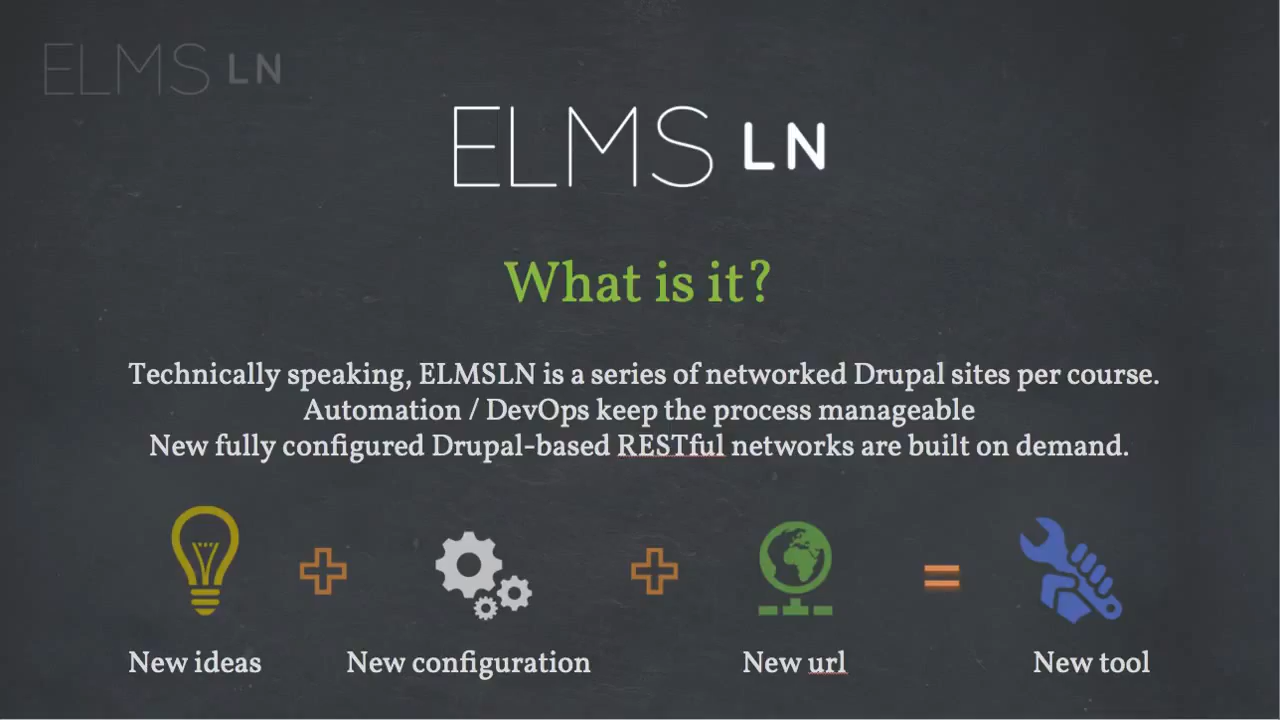 ELMS LN
ELMS LN
What is it?
Technically speaking, ELMSLN is a series of networked Drupal sites per course.
Automation / DevOps keep the process manageable
New fully configured Drupal-based RESTful networks are built on demand.
New ideas
New configuration
New url
New tool